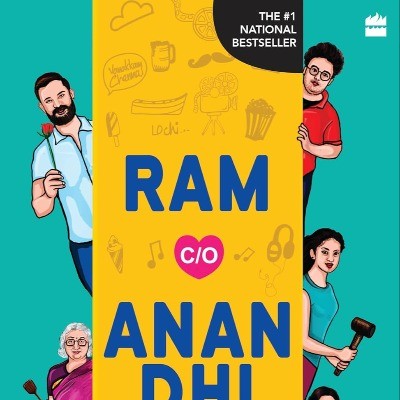 THE #1
NATIONAL
BESTSELLER
Vanakkam
Chennai
Lochi...
RAM
C/O
ANAN
DHI